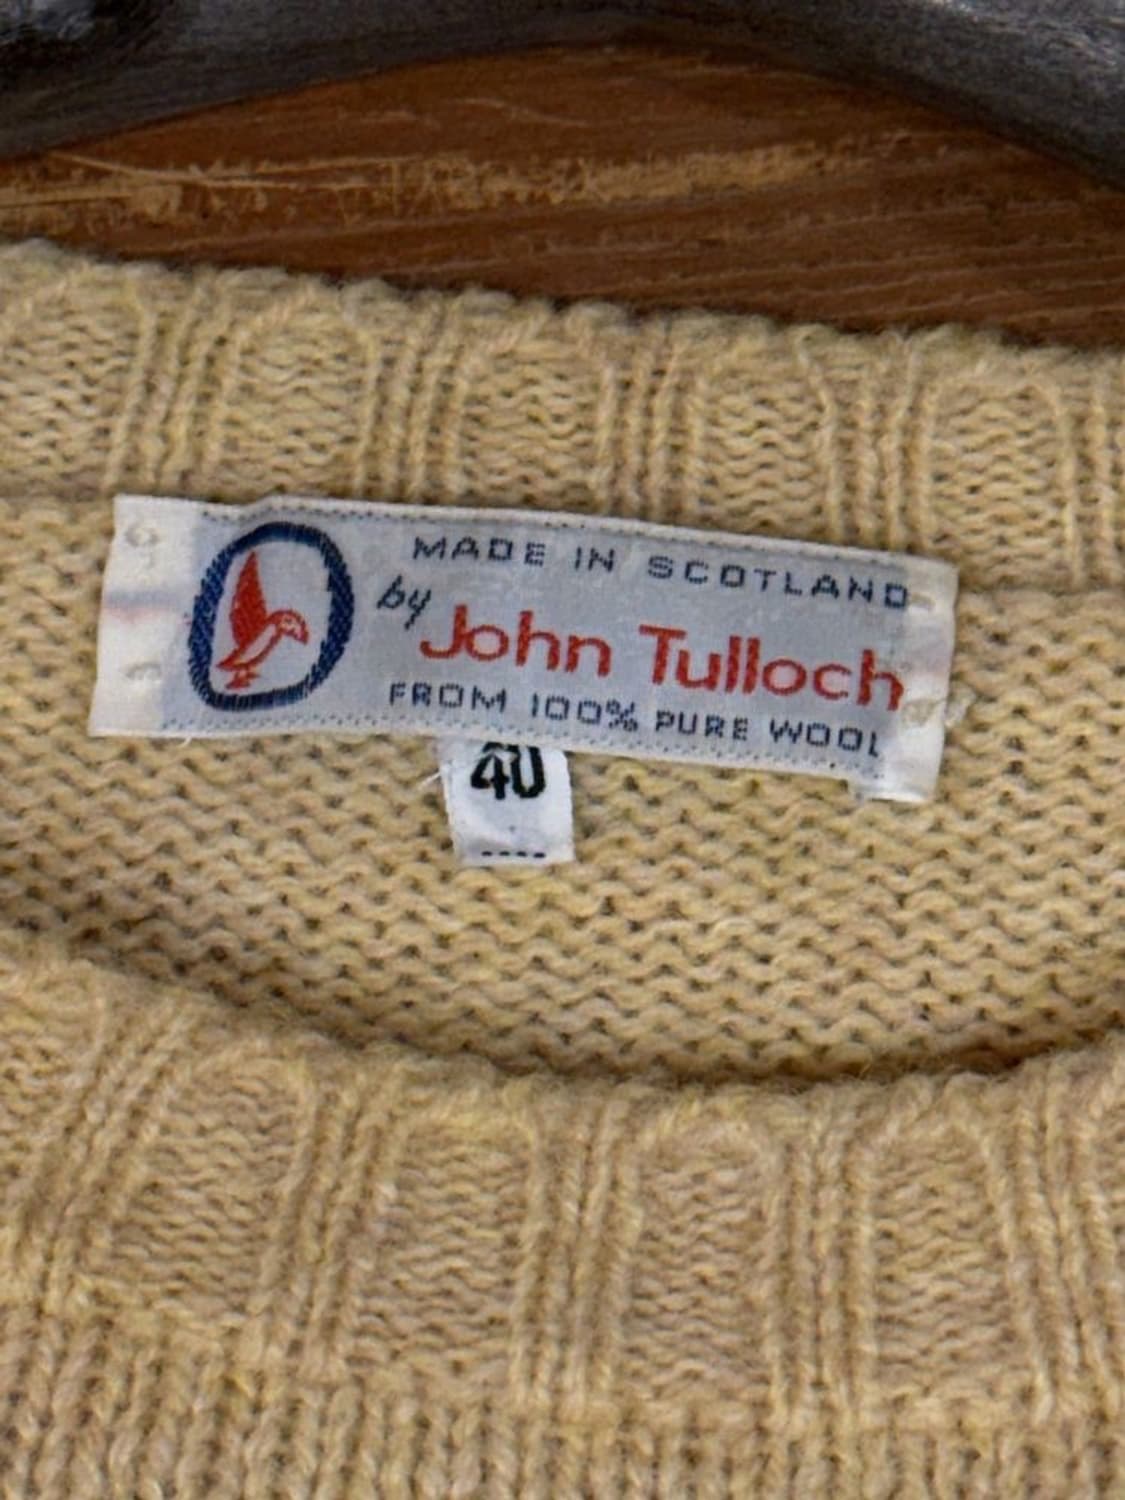 MADE IN SCOTLAND
by
John Tulloch
FROM 100% PURE WOOL
40